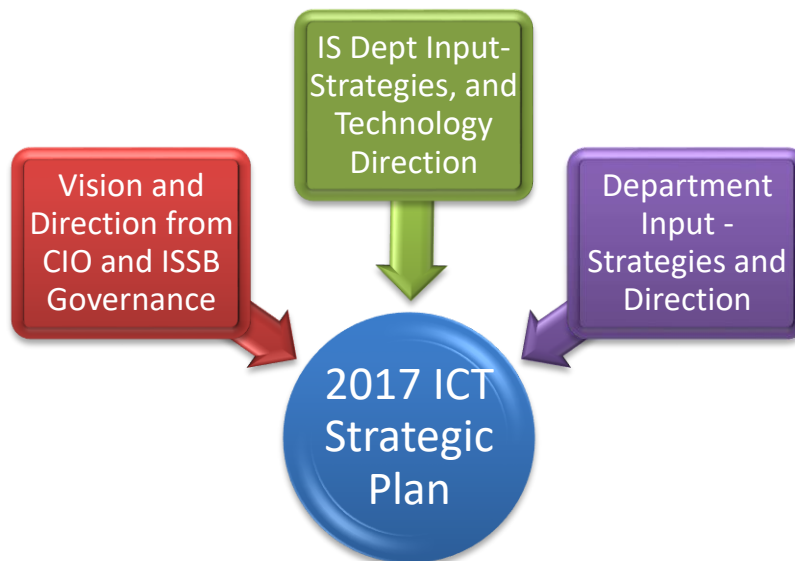 IS Dept Input-
Strategies, and
Technology
Direction
Vision and
Direction from
CIO and ISSB
Governance
Department
Input -
Strategies and
Direction
2017 ICT
Strategic
Plan